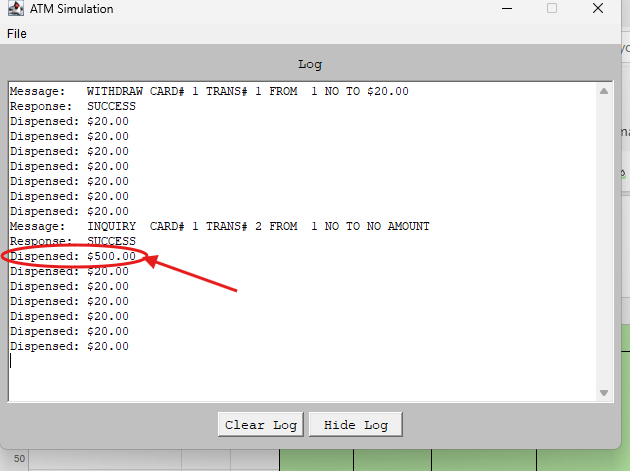 ATM Simulation
File
Log
Message:   WITHDRAW CARD# 1 TRANS# 1 FROM  1 NO TO $20.00
Response:  SUCCESS
Dispensed: $20.00
Dispensed: $20.00
Dispensed: $20.00
Dispensed: $20.00
Dispensed: $20.00
Dispensed: $20.00
Dispensed: $20.00
Message:   INQUIRY  CARD# 1 TRANS# 2 FROM  1 NO TO NO AMOUNT
Response:  SUCCESS
Dispensed: $500.00
Dispensed: $20.00
Dispensed: $20.00
Dispensed: $20.00
Dispensed: $20.00
Dispensed: $20.00
Dispensed: $20.00
Clear Log
Hide Log
50